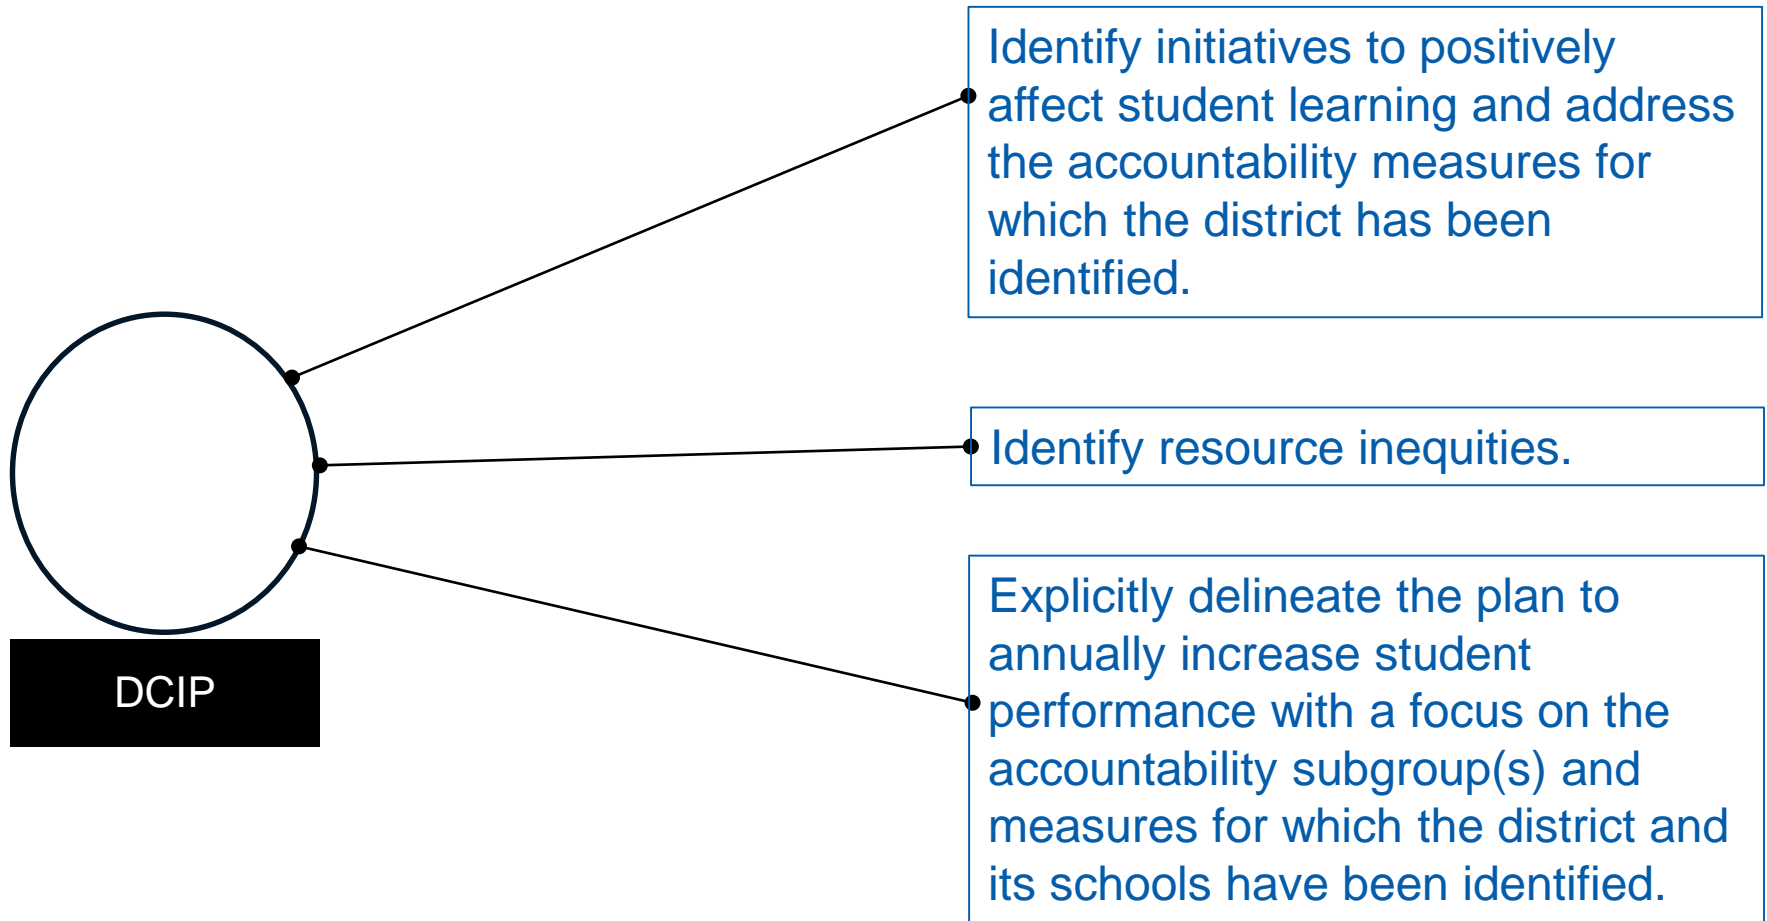 Identify initiatives to positively
affect student learning and address
the accountability measures for
which the district has been
identified.
Identify resource inequities.
DCIP
Explicitly delineate the plan to
annually increase student
performance with a focus on the
accountability subgroup(s) and
measures for which the district and
its schools have been identified.